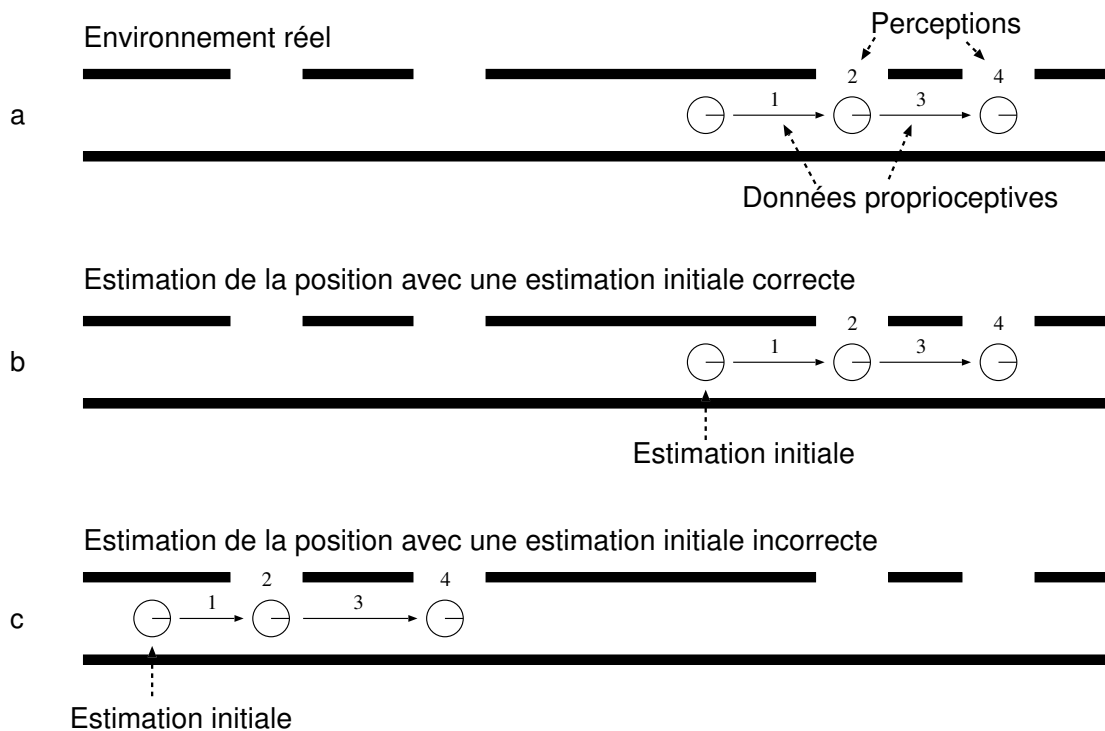 Environnement réel
Perceptions
a
2
4
1
3
Données proprioceptives
Estimation de la position avec une estimation initiale correcte
b
2
4
1
3
Estimation initiale
Estimation de la position avec une estimation initiale incorrecte
c
2
4
1
3
Estimation initiale